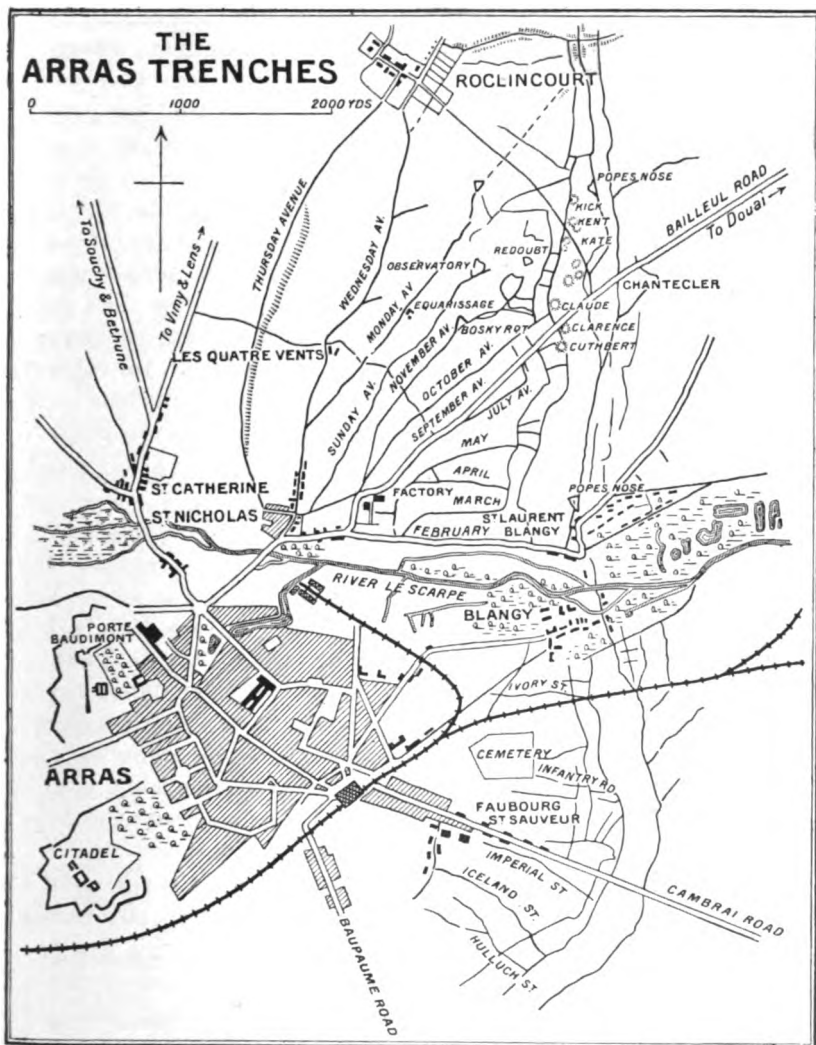 THE
ARRAS TRENCHES
0 1000 2000 YDS
ROCLINCOURT
POPES NOSE
BAILLEUL ROAD
To Douai →
KICK
KENT
KATE
← To Souchy & Bethune
To Vimy & Lens →
THURSDAY AVENUE
WEDNESDAY AV.
OBSERVATORY
REDOUBT
CHANTECLER
MONDAY AV
EQUARISSAGE
CLAUDE
BOSKY RDT
CLARENCE
CUTHBERT
LES QUATRE VENTS
SUNDAY AV.
NOVEMBER AV.
OCTOBER AV.
SEPTEMBER AV.
JULY AV.
MAY
APRIL
ST. CATHERINE
FACTORY
MARCH
POPES NOSE
ST. NICHOLAS
FEBRUARY
ST LAURENT
BLANGY
RIVER LE SCARPE
BLANGY
PORTE
BAUDIMONT
IVORY ST.
CEMETERY
INFANTRY RD.
ARRAS
FAUBOURG
ST SAUVEUR
CITADEL
IMPERIAL ST
ICELAND ST.
CAMBRAI ROAD
HULLUCH ST
BAUPAUME ROAD